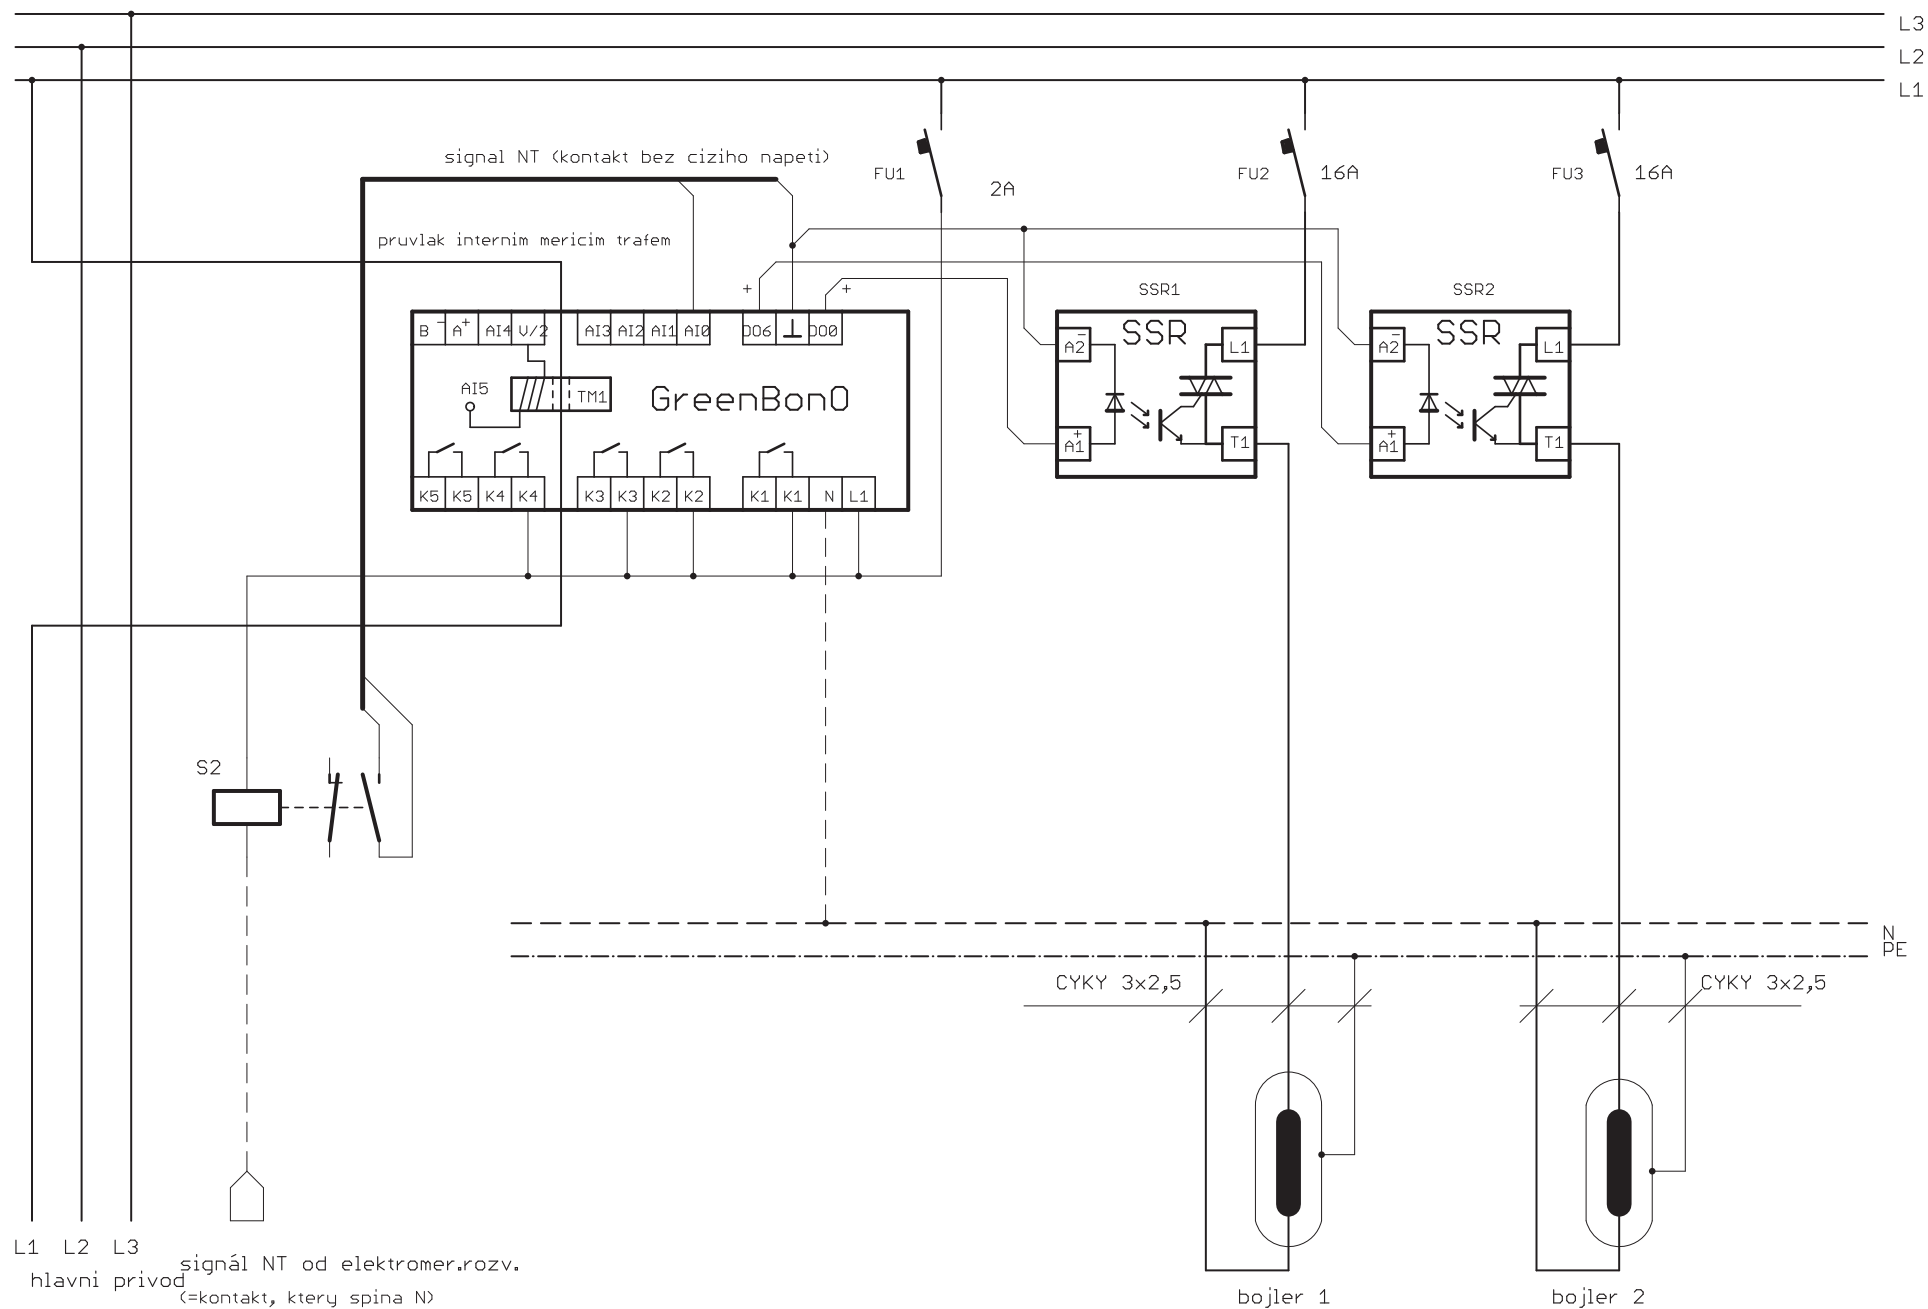 L3
L2
L1
signal NT (kontakt bez ciziho napeti)
FU1
2A
FU2
16A
FU3
16A
pruvlak internim mericim trafem
+
+
SSR1
SSR2
B - A+ AI4 V/2 AI3 AI2 AI1 AI0 DO6 DO0
SSR
A2 -
L1
SSR
A2 -
L1
AI5
TM1
GreenBonO
A1 +
T1
A1 +
T1
K5 K5 K4 K4 K3 K3 K2 K2 K1 K1 N L1
S2
N
PE
CYKY 3x2,5
CYKY 3x2,5
L1 L2 L3
hlavni privod
signál NT od elektromer.rozv.
(=kontakt, ktery spina N)
bojler 1
bojler 2